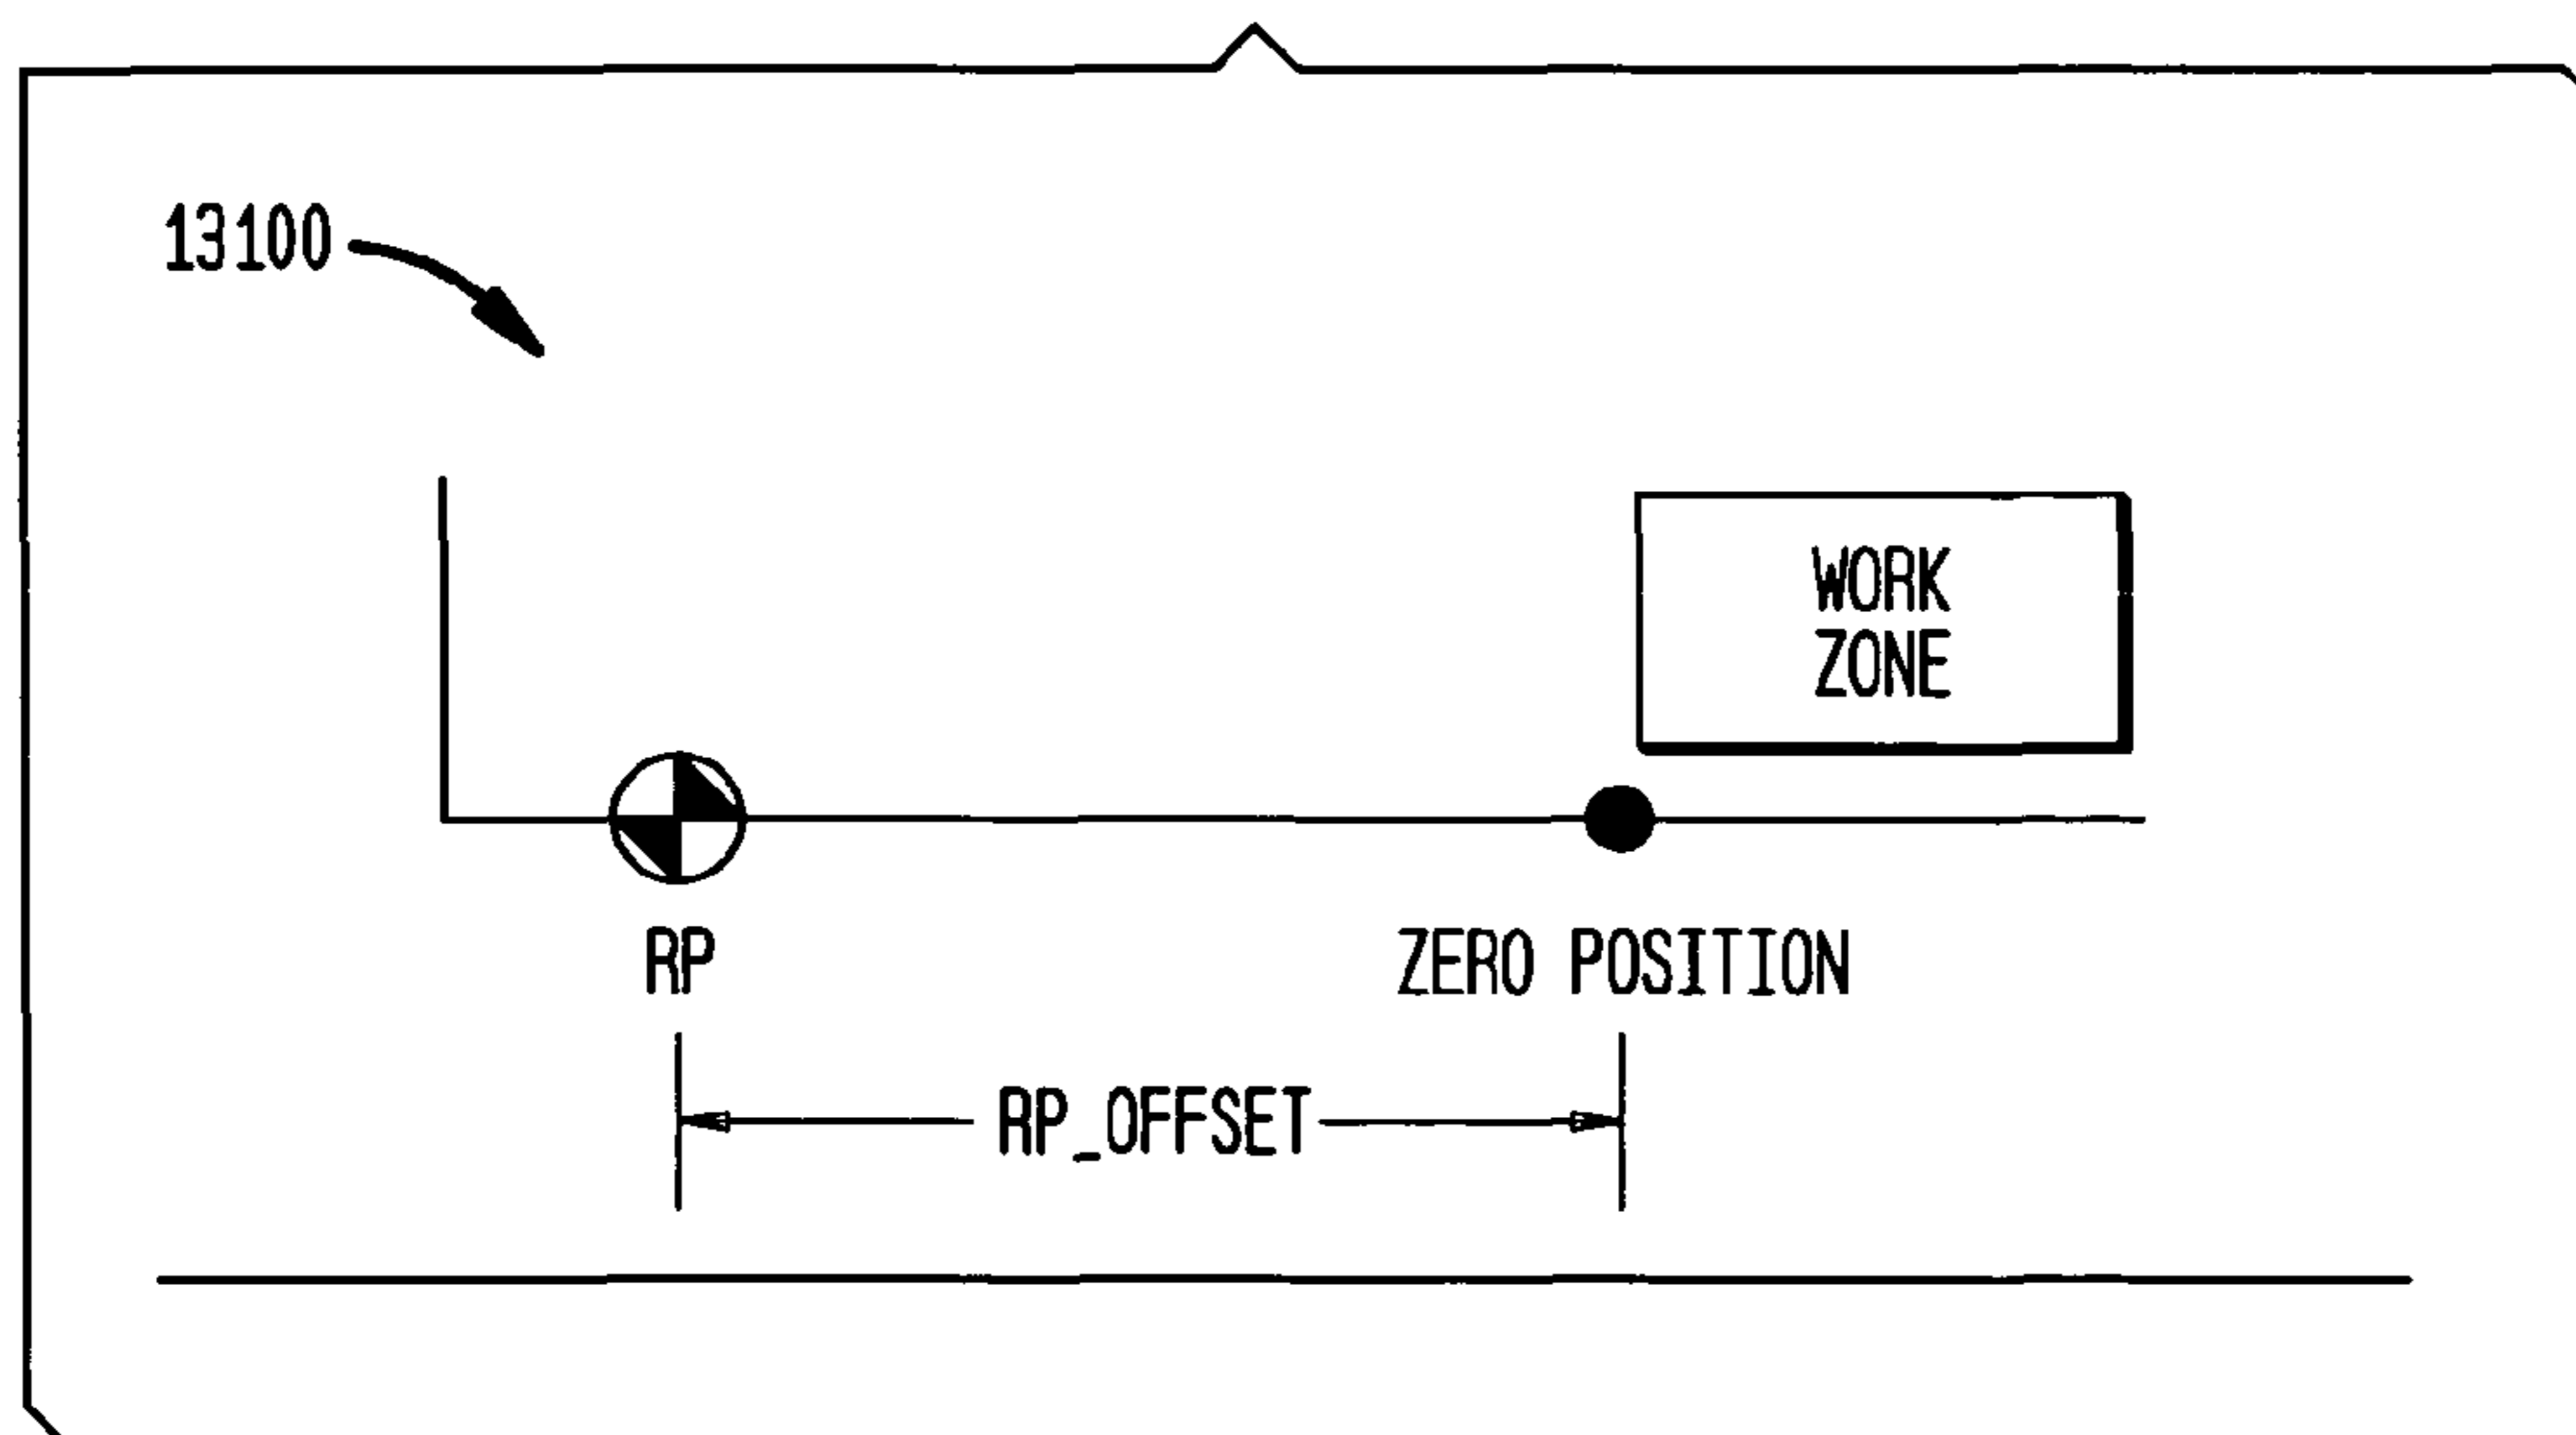 13100
WORK
ZONE
RP
ZERO POSITION
RP_OFFSET